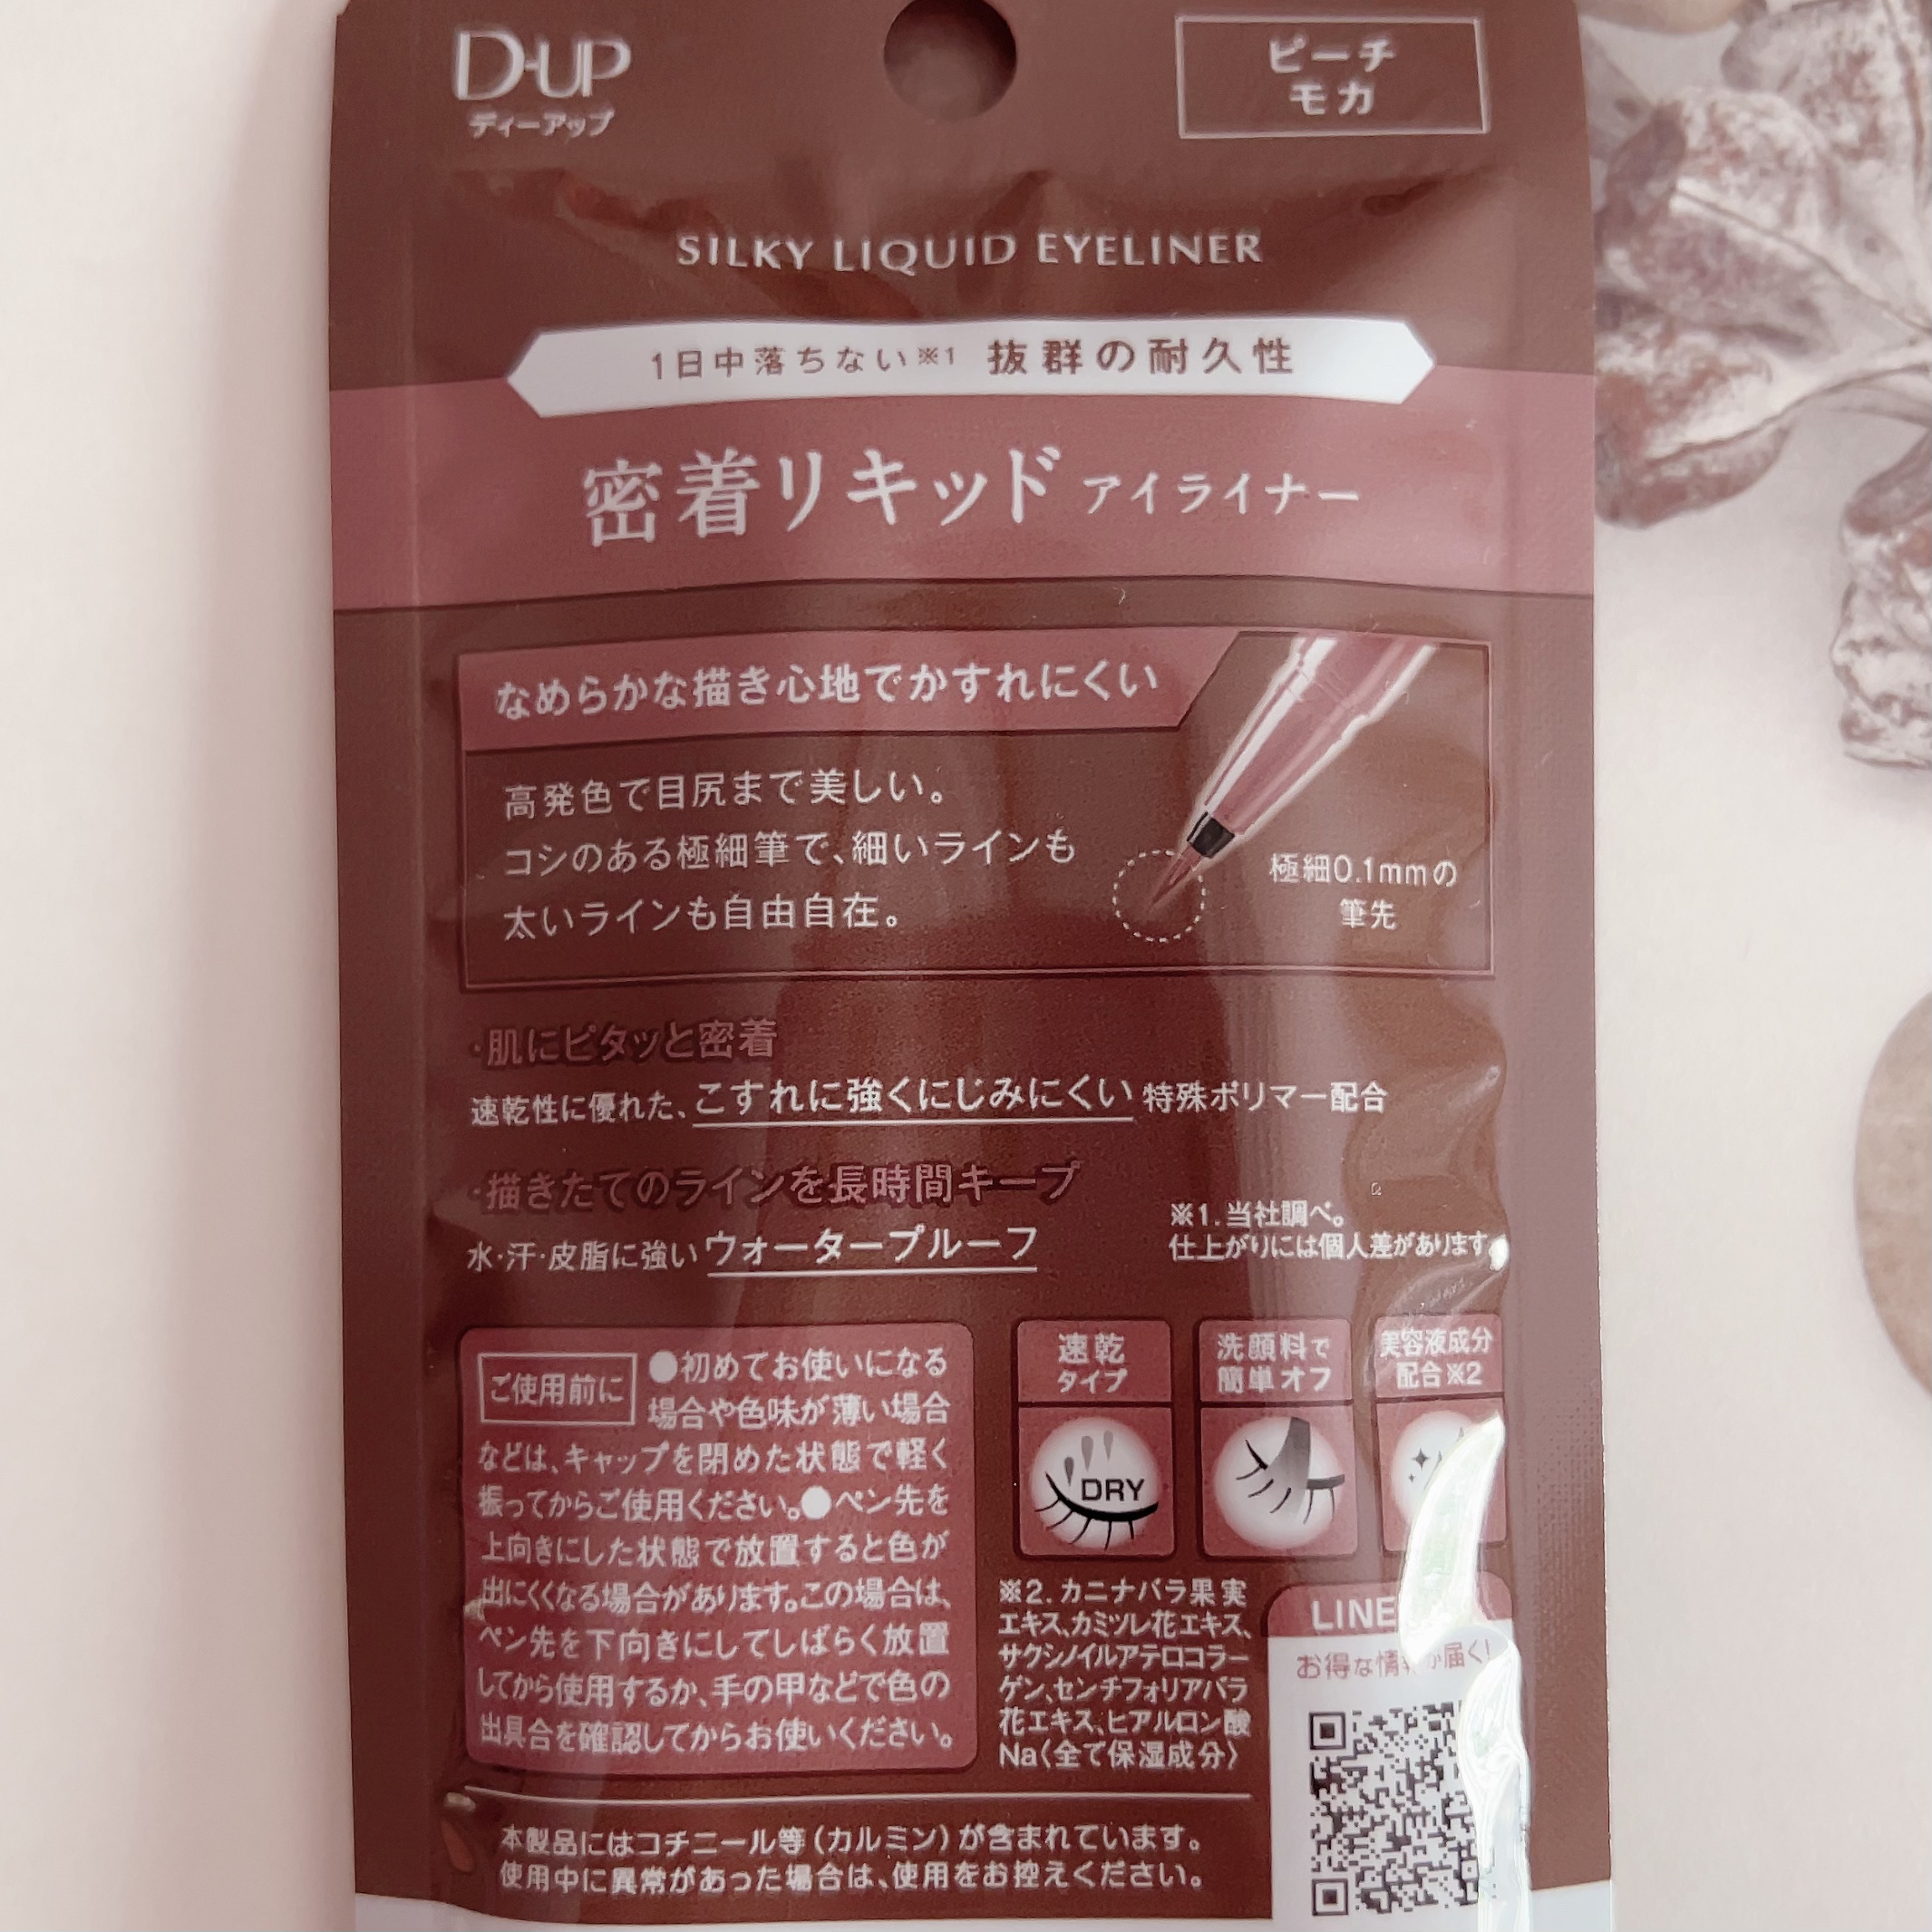 D-UP
ディーアップ
ピーチ
モカ
SILKY LIQUID EYELINER
1日中落ちない※1 抜群の耐久性
密着リキッド アイライナー
なめらかな描き心地でかすれにくい
高発色で目尻まで美しい。
コシのある極細筆で、細いラインも
太いラインも自由自在。
極細0.1mmの
筆先
・肌にピタッと密着
速乾性に優れた、こすれに強くにじみにくい 特殊ポリマー配合
・描きたてのラインを長時間キープ
水・汗・皮脂に強い ウォータープルーフ
※1.当社調べ。
仕上がりには個人差があります。
ご使用前に ●初めてお使いになる
場合や色味が薄い場合
などは、キャップを閉めた状態で軽く
振ってからご使用ください。●ペン先を
上向きにした状態で放置すると色が
出にくくなる場合があります。この場合は、
ペン先を下向きにしてしばらく放置
してから使用するか、手の甲などで色の
出具合を確認してからお使いください。
速乾
タイプ
DRY
洗顔料で
簡単オフ
美容液成分
配合※2
※2.カニナバラ果実
エキス、カミツレ花エキス、
サクシノイルアテロコラー
ゲン、センチフォリアバラ
花エキス、ヒアルロン酸
Na〈全て保湿成分〉
LINE
お得な情報が届く!
本製品にはコチニール等（カルミン）が含まれています。
使用中に異常があった場合は、使用をお控えください。